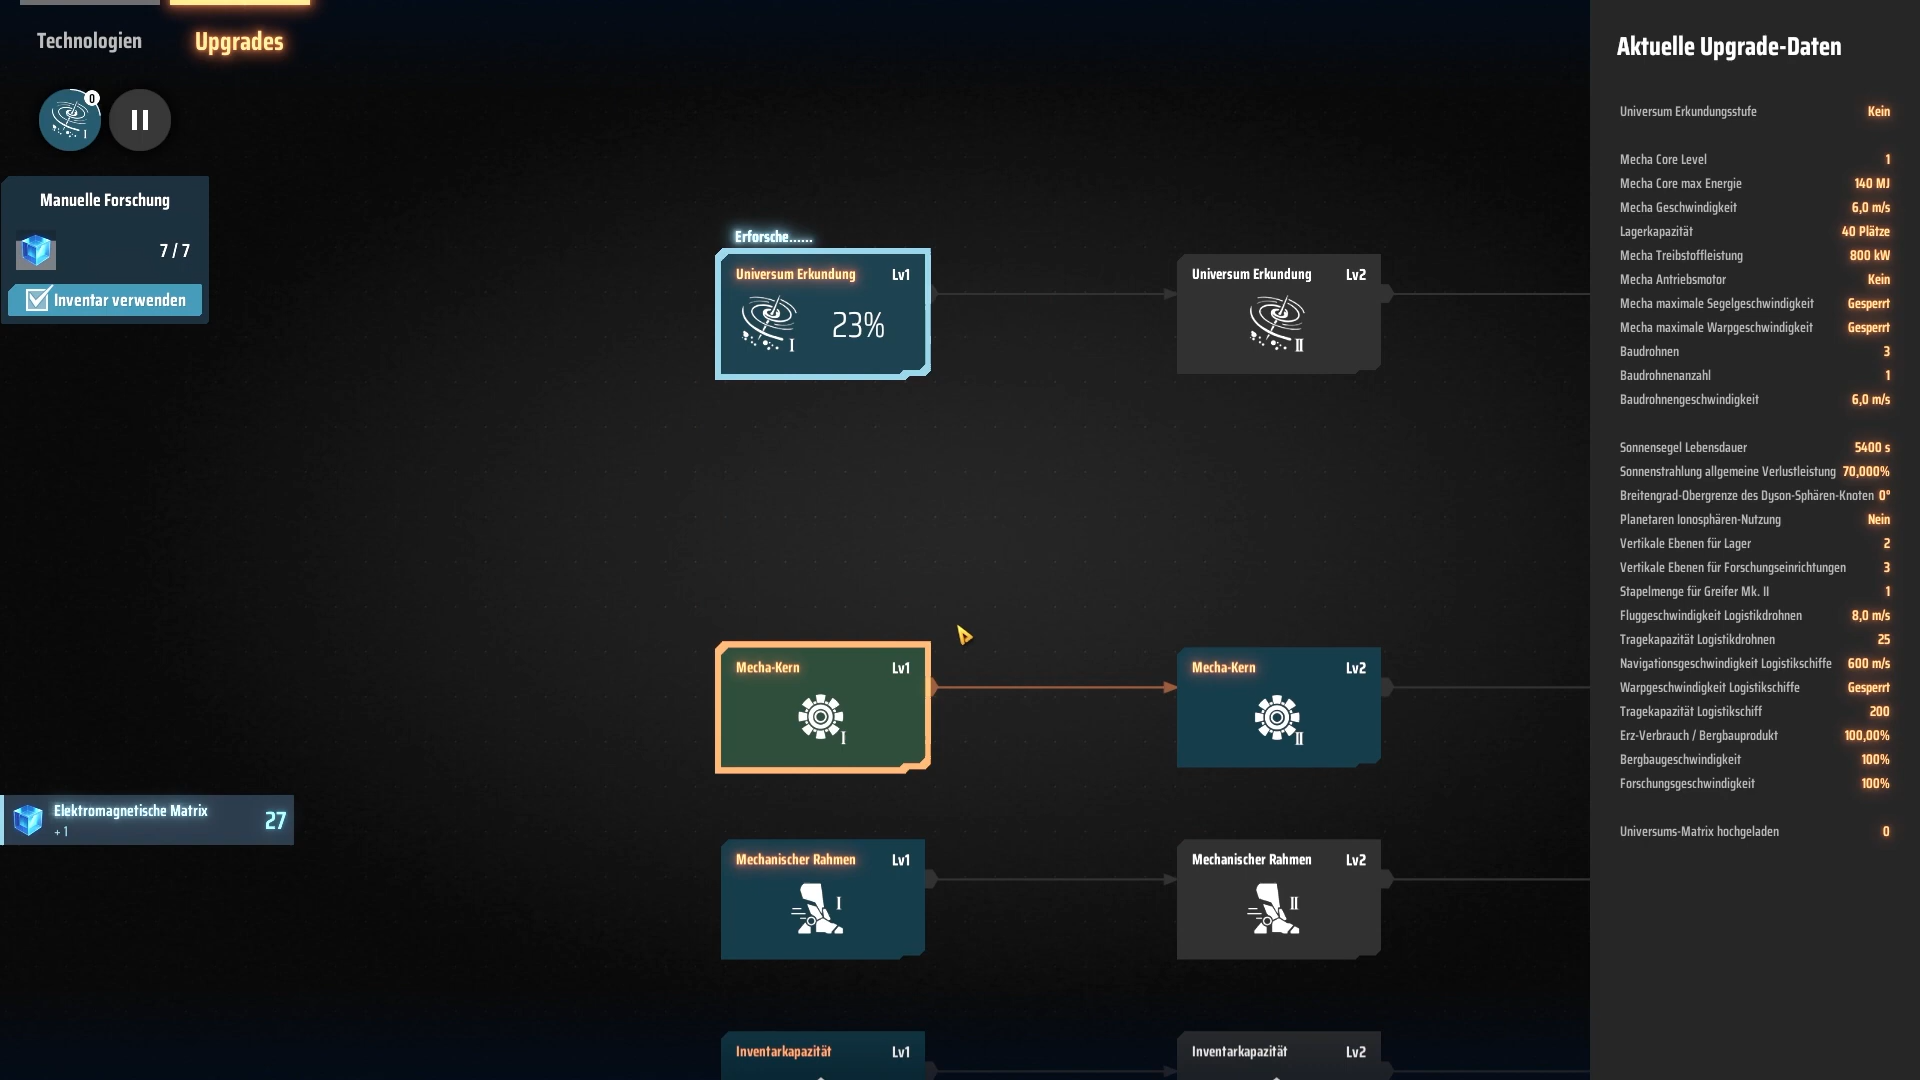 Technologien
Upgrades
0
I
Manuelle Forschung
7 / 7
Inventar verwenden
Erforsche......
Universum Erkundung Lv1
I
23%
Universum Erkundung Lv2
II
Mecha-Kern Lv1
I
Mecha-Kern Lv2
II
Elektromagnetische Matrix 27
+ 1
Mechanischer Rahmen Lv1
I
Mechanischer Rahmen Lv2
II
Inventarkapazität Lv1
Inventarkapazität Lv2
Aktuelle Upgrade-Daten
Universum Erkundungsstufe Kein
Mecha Core Level 1
Mecha Core max Energie 140 MJ
Mecha Geschwindigkeit 6,0 m/s
Lagerkapazität 40 Plätze
Mecha Treibstoffleistung 800 kW
Mecha Antriebsmotor Kein
Mecha maximale Segelgeschwindigkeit Gesperrt
Mecha maximale Warpgeschwindigkeit Gesperrt
Baudrohnen 3
Baudrohnenanzahl 1
Baudrohnengeschwindigkeit 6,0 m/s
Sonnensegel Lebensdauer 5400 s
Sonnenstrahlung allgemeine Verlustleistung 70,000%
Breitengrad-Obergrenze des Dyson-Sphären-Knoten 0°
Planetaren Ionosphären-Nutzung Nein
Vertikale Ebenen für Lager 2
Vertikale Ebenen für Forschungseinrichtungen 3
Stapelmenge für Greifer Mk. II 1
Fluggeschwindigkeit Logistikdrohnen 8,0 m/s
Tragekapazität Logistikdrohnen 25
Navigationsgeschwindigkeit Logistikschiffe 600 m/s
Warpgeschwindigkeit Logistikschiffe Gesperrt
Tragekapazität Logistikschiff 200
Erz-Verbrauch / Bergbauprodukt 100,00%
Bergbaugeschwindigkeit 100%
Forschungsgeschwindigkeit 100%
Universums-Matrix hochgeladen 0